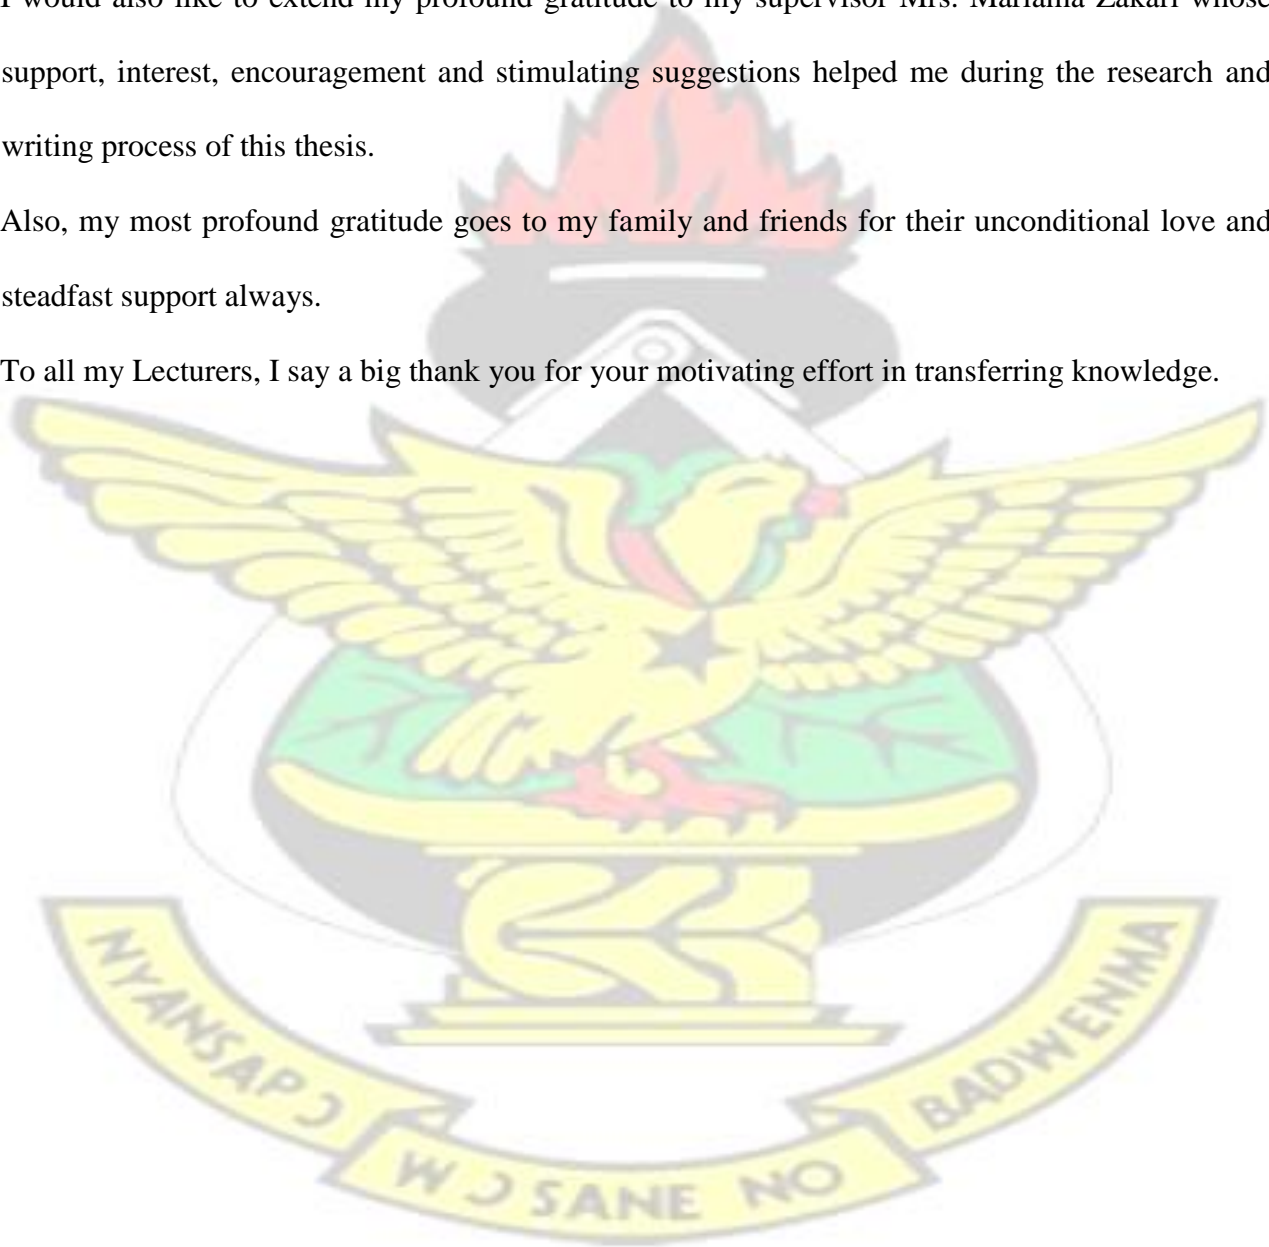 I would also like to extend my profound gratitude to my supervisor Mrs. Mariama Zakari whose
support, interest, encouragement and stimulating suggestions helped me during the research and
writing process of this thesis.
Also, my most profound gratitude goes to my family and friends for their unconditional love and
steadfast support always.
To all my Lecturers, I say a big thank you for your motivating effort in transferring knowledge.
NYANSAPƆ
WƆSANE NO
BADWENMA